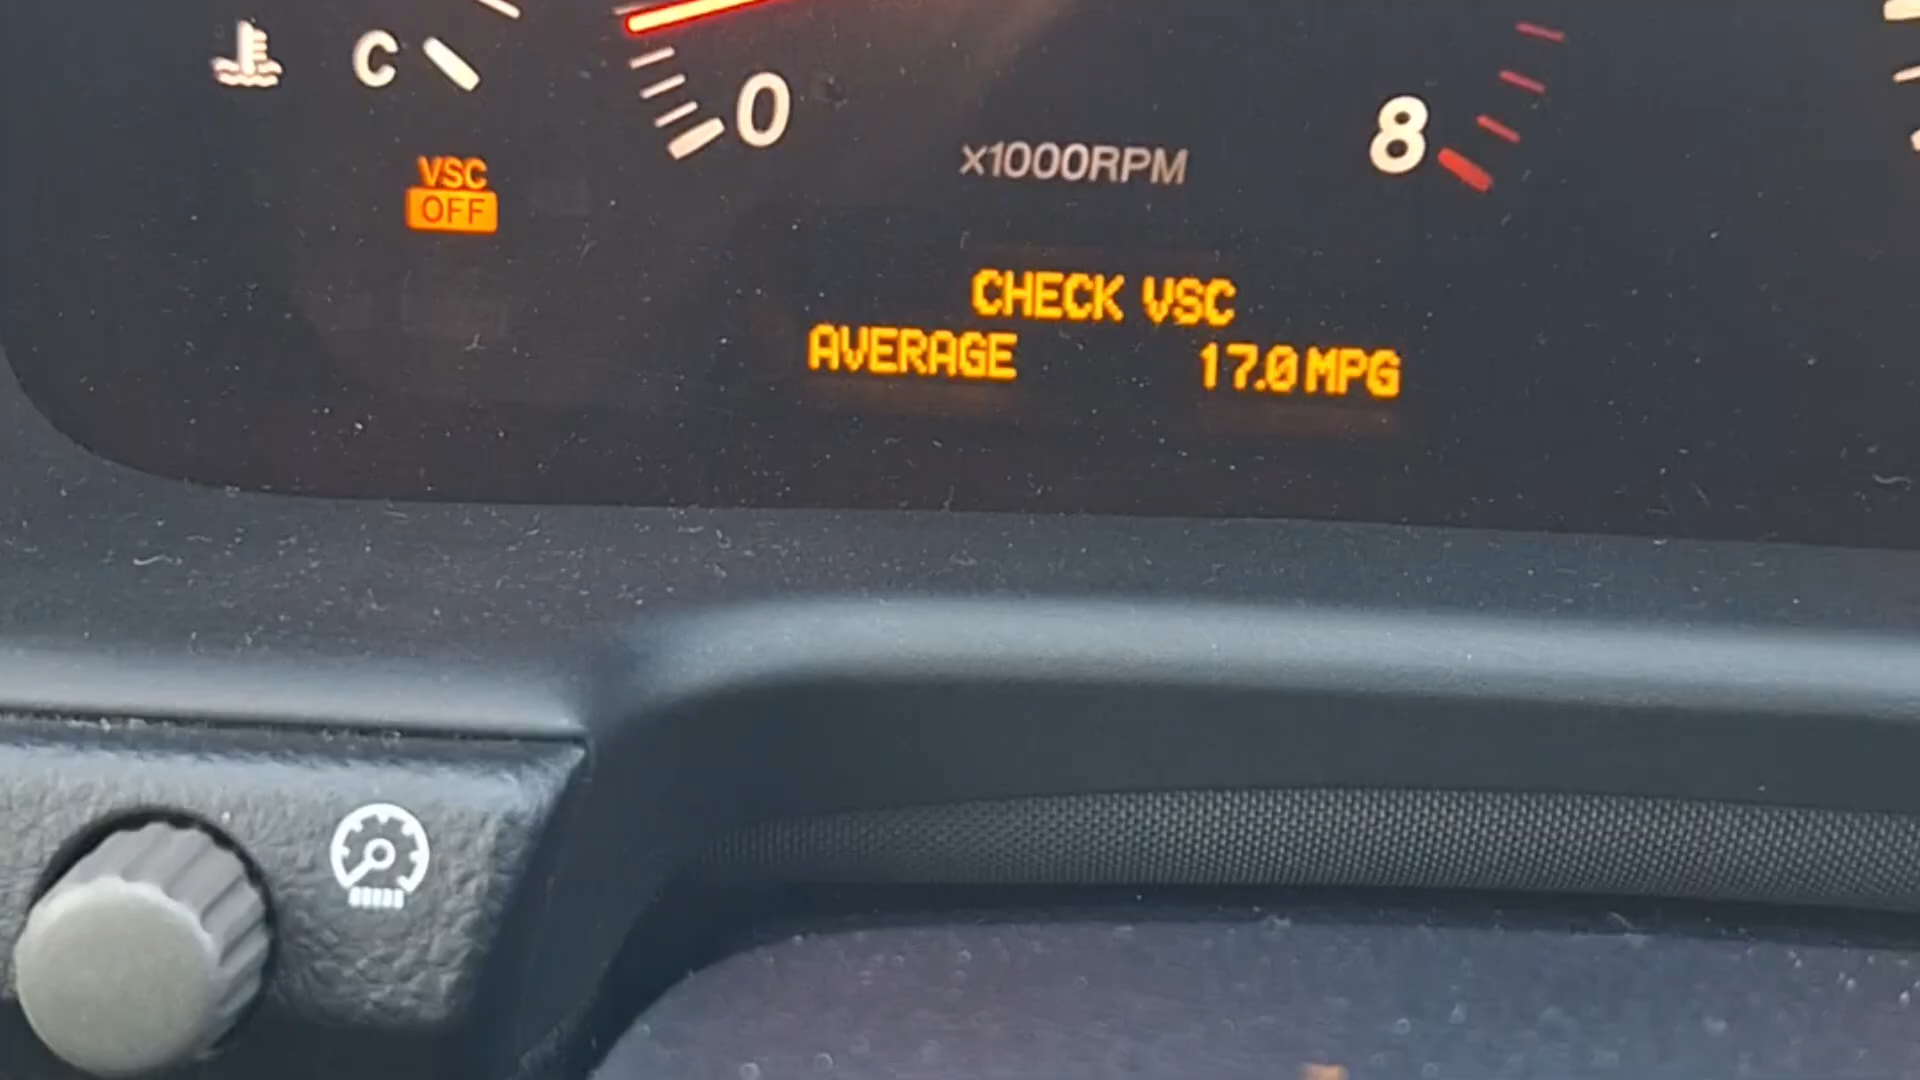 C
0
8
x1000RPM
VSC
OFF
CHECK VSC
AVERAGE 17.0 MPG